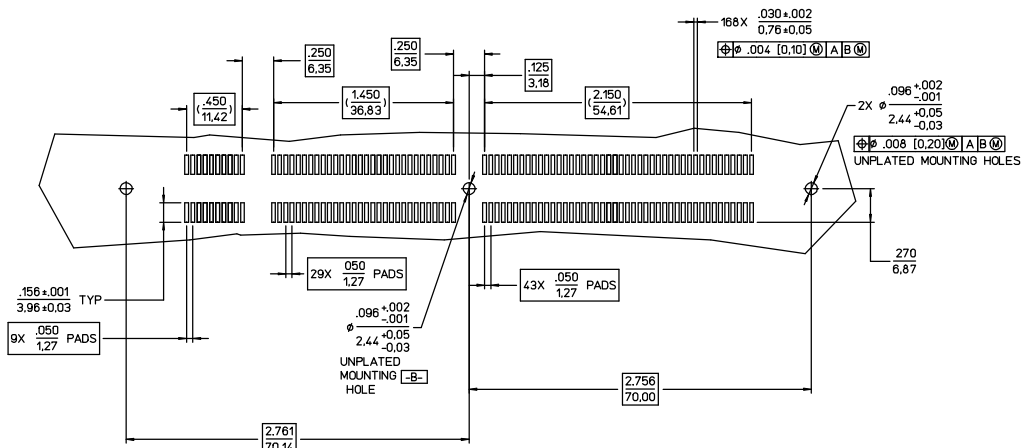 168X .030±.002
0,76±0,05
⌖ ⌀ .004 [0,10] Ⓜ A B Ⓜ
.250
6,35
.250
6,35
.125
3,18
(.450)
11,42
(1.450)
36,83
(2.150)
54,61
2X ⌀ .096 +.002 -.001
2.44 +0,05 -0,03
⌖ ⌀ .008 [0,20] Ⓜ A B Ⓜ
UNPLATED MOUNTING HOLES
270
6,87
29X .050 PADS
1,27
43X .050 PADS
1,27
.156±.001 TYP
3,96±0,03
9X .050 PADS
1,27
⌀ .096 +.002 -.001
2.44 +0,05 -0,03
UNPLATED
MOUNTING -B-
HOLE
2.756
70,00
2.761
70,14